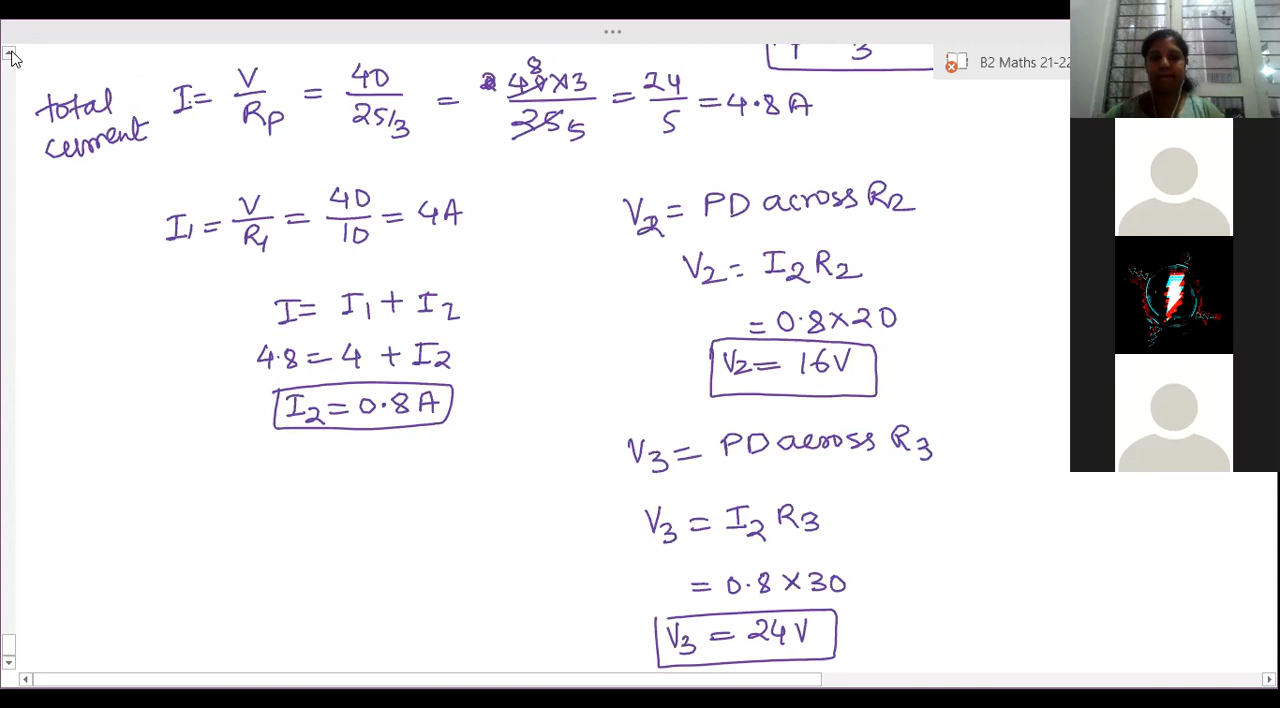 B2 Maths 21-22
total current I = V/Rp = 40/25/3 = 40×3/25 8 5 = 24/5 = 4.8 A
I1 = V/R1 = 40/10 = 4A
I = I1 + I2
4.8 = 4 + I2
I2 = 0.8 A
V2 = PD across R2
V2 = I2 R2
= 0.8 × 20
V2 = 16V
V3 = PD across R3
V3 = I2 R3
= 0.8 × 30
V3 = 24 V